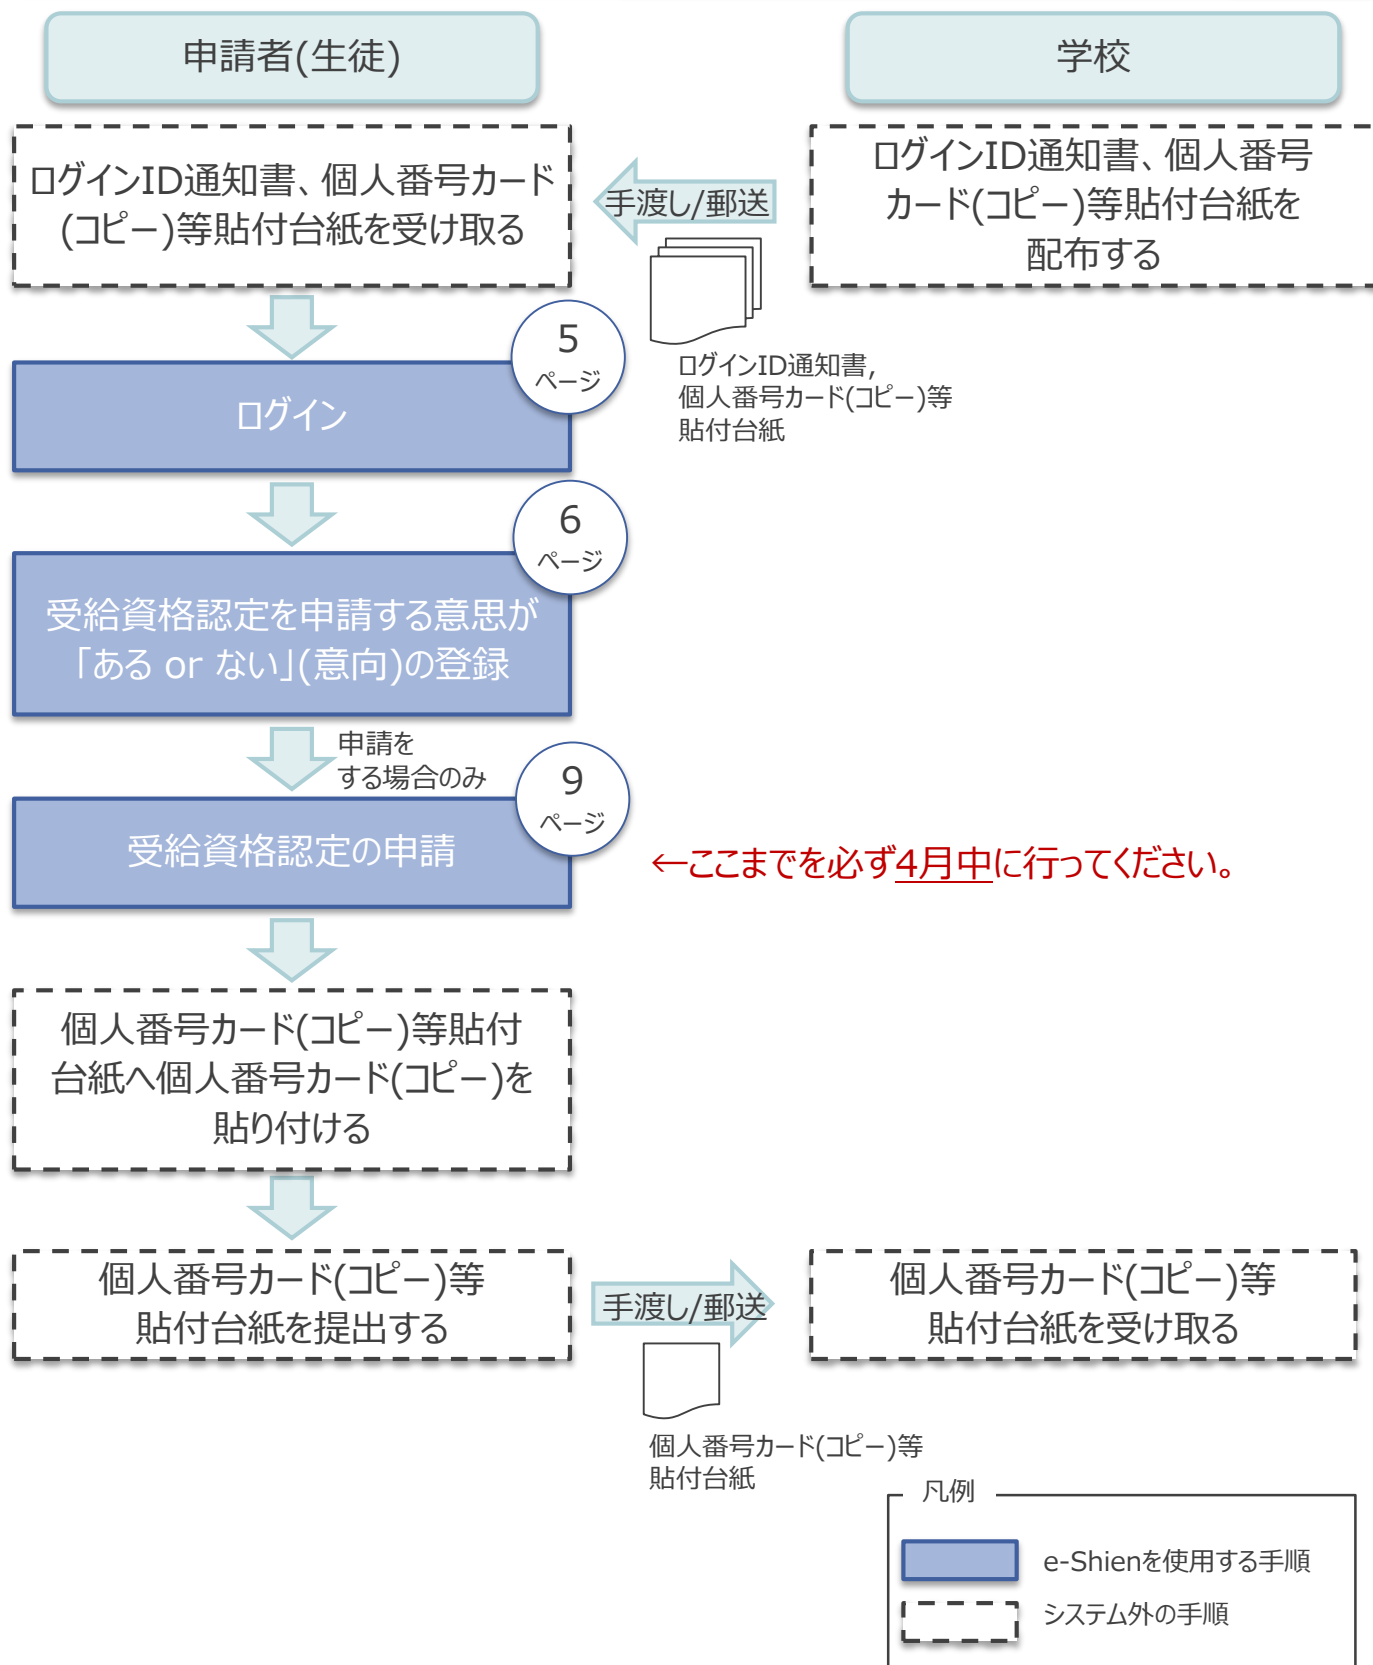 申請者(生徒)
学校
ログインID通知書、個人番号カード
(コピー)等貼付台紙を受け取る
手渡し/郵送
ログインID通知書、個人番号
カード(コピー)等貼付台紙を
配布する
ログインID通知書,
個人番号カード(コピー)等
貼付台紙
5
ページ
ログイン
6
ページ
受給資格認定を申請する意思が
「ある or ない」(意向)の登録
申請を
する場合のみ
9
ページ
受給資格認定の申請
←ここまでを必ず4月中に行ってください。
個人番号カード(コピー)等貼付
台紙へ個人番号カード(コピー)を
貼り付ける
個人番号カード(コピー)等
貼付台紙を提出する
手渡し/郵送
個人番号カード(コピー)等
貼付台紙を受け取る
個人番号カード(コピー)等
貼付台紙
凡例
e-Shienを使用する手順
システム外の手順